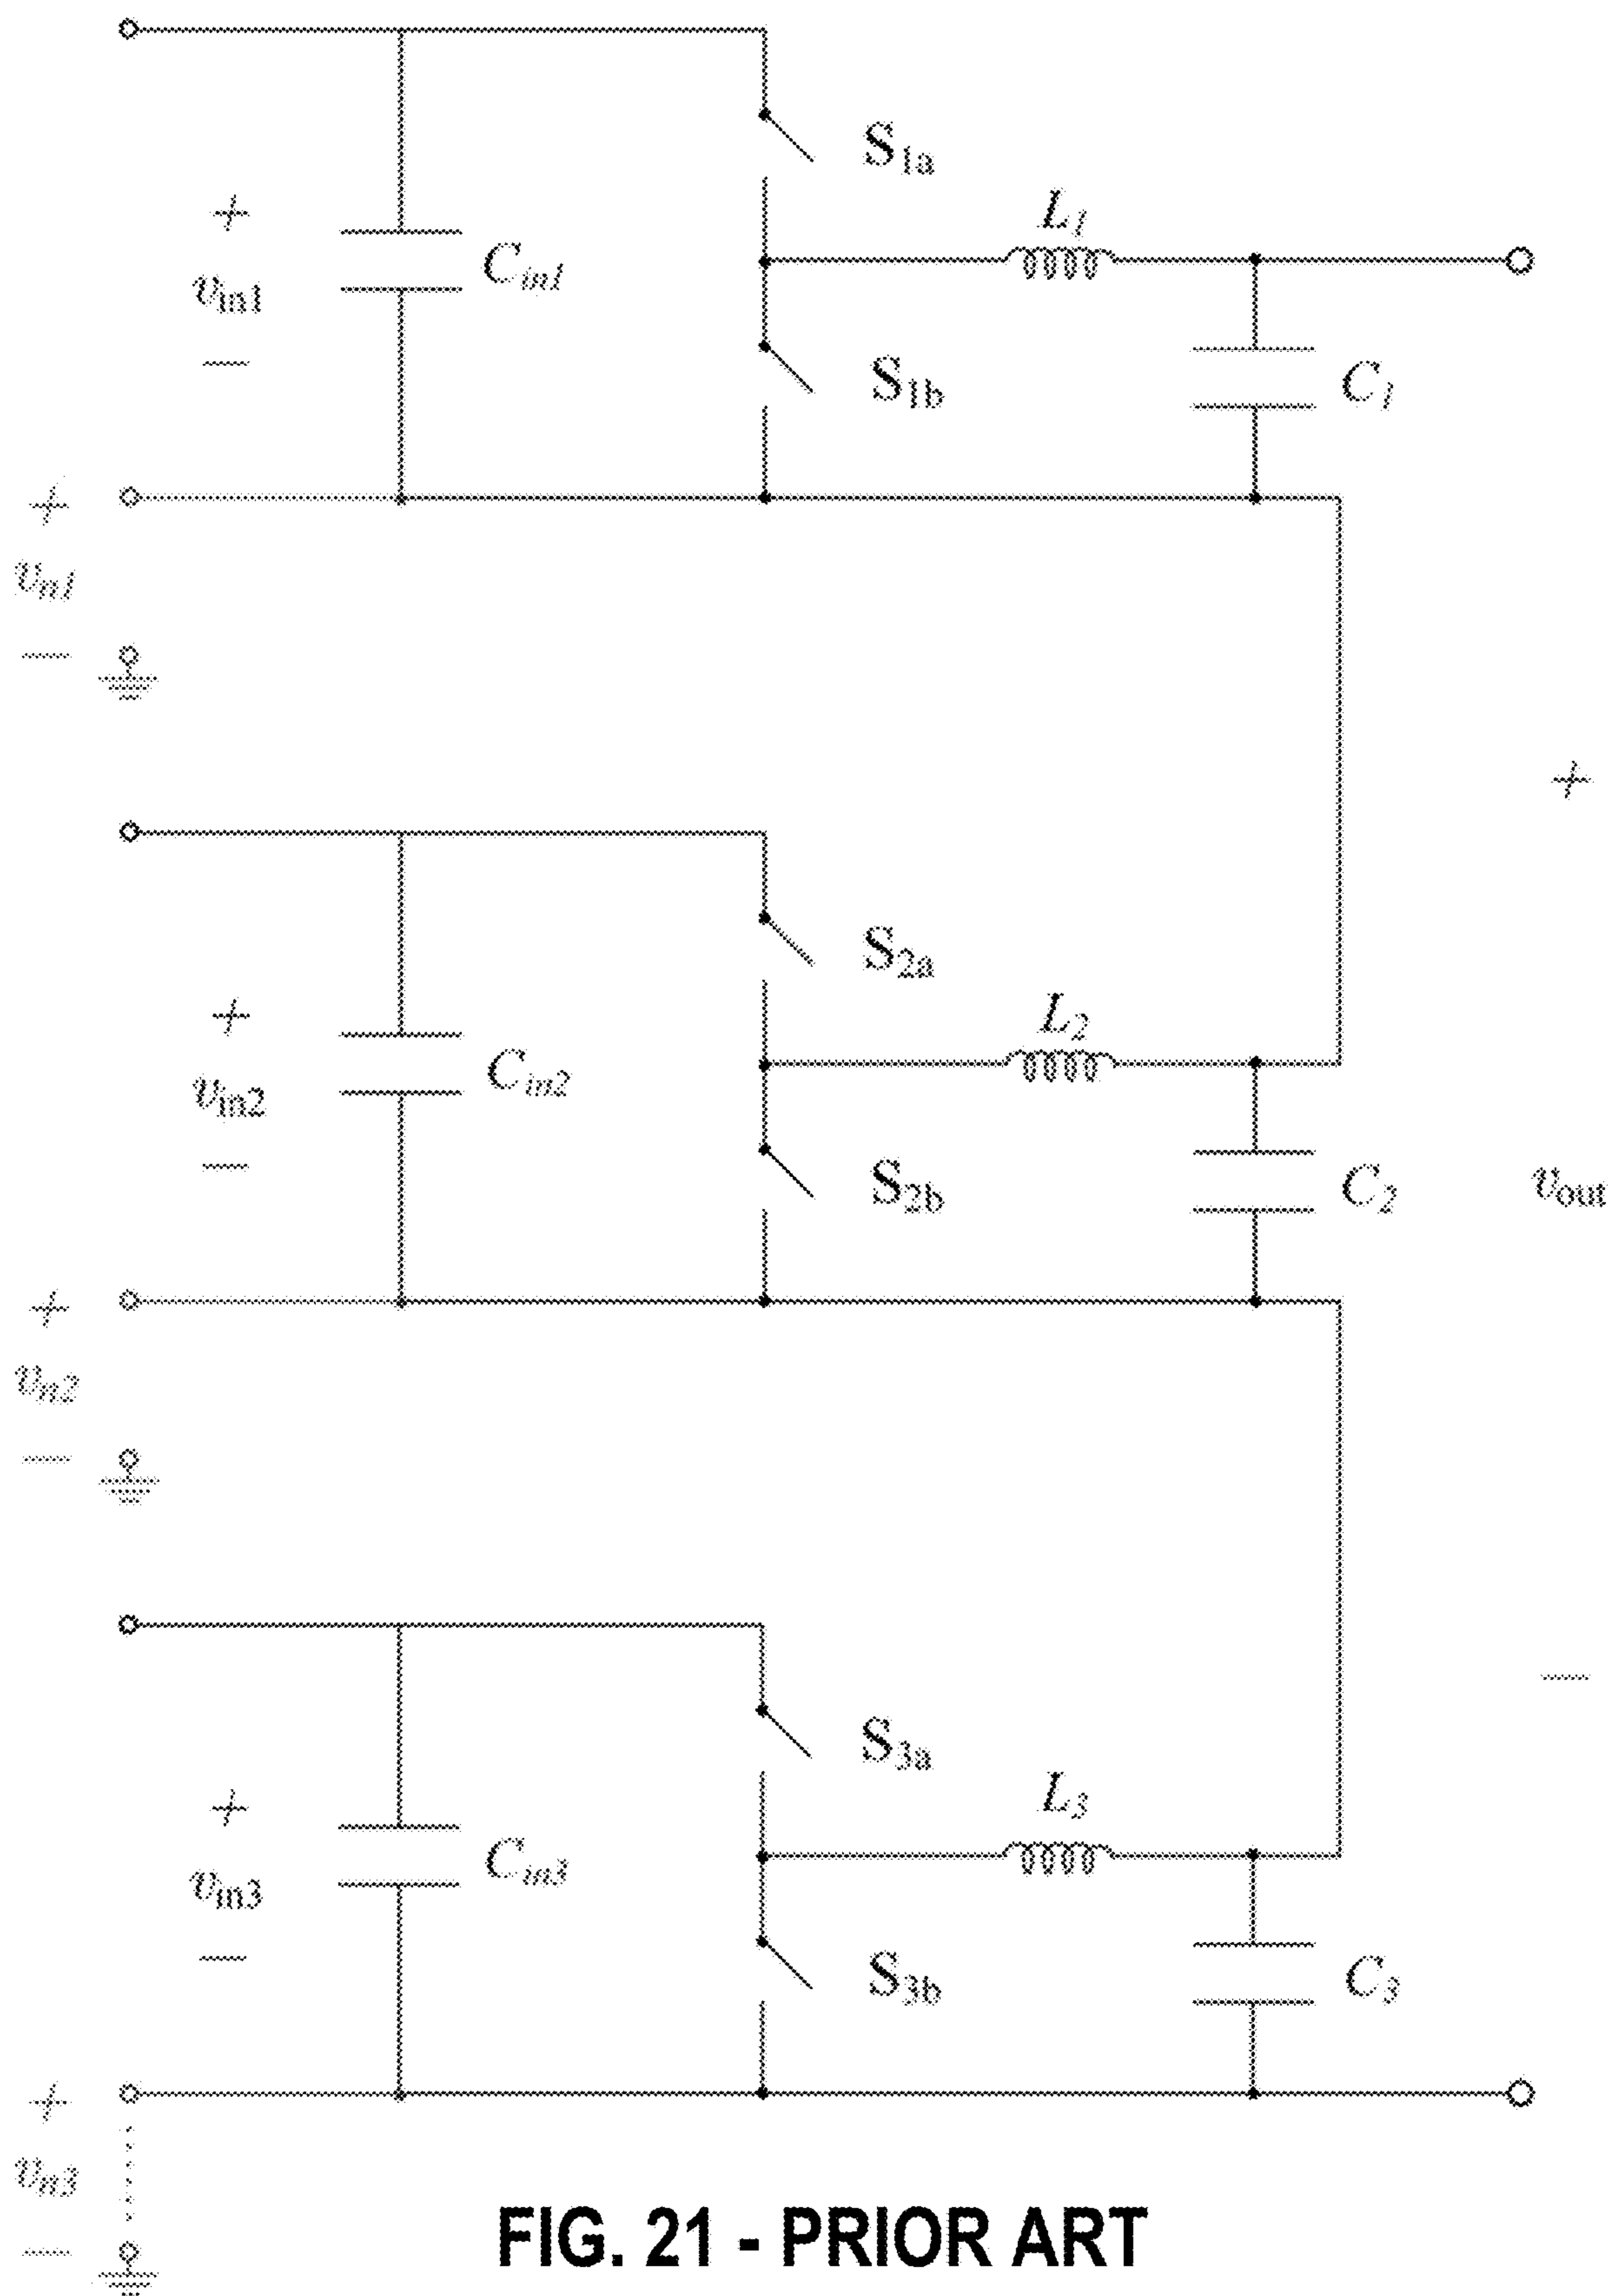 S1a
L1
+
Cin1
vin1
−
S1b
C1
+
vn1
−
+
S2a
L2
+
Cin2
vin2
−
S2b
C2
vout
+
vn2
−
−
S3a
L3
+
Cin3
vin3
−
S3b
C3
+
vn3
−
FIG. 21 - PRIOR ART